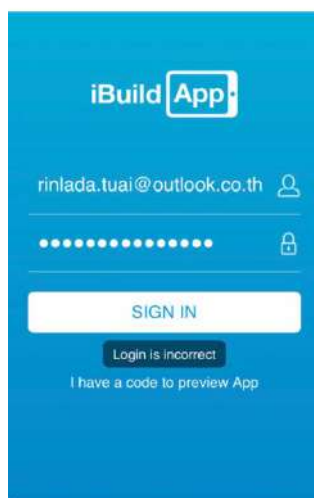 iBuild App
rinlada.tuai@outlook.co.th
SIGN IN
Login is incorrect
I have a code to preview App